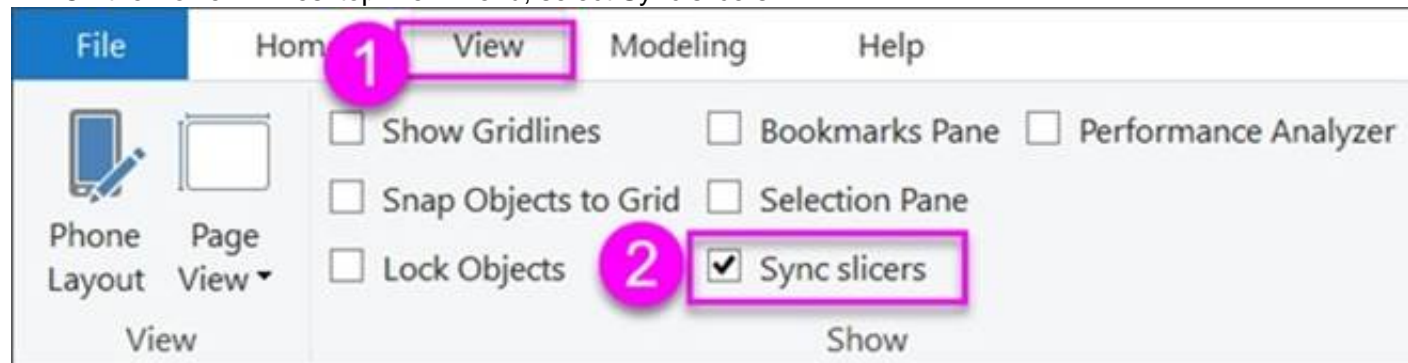 File Hom View Modeling Help
1
Show Gridlines Bookmarks Pane Performance Analyzer
Snap Objects to Grid Selection Pane
Phone Layout
Page View
Lock Objects 2 Sync slicers
View Show